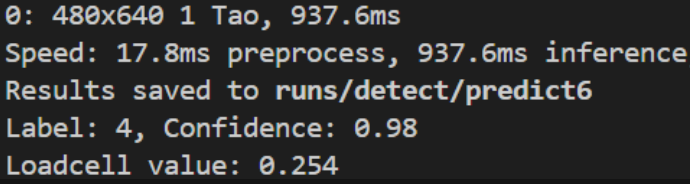 0: 480x640 1 Tao, 937.6ms
Speed: 17.8ms preprocess, 937.6ms inference
Results saved to runs/detect/predict6
Label: 4, Confidence: 0.98
Loadcell value: 0.254